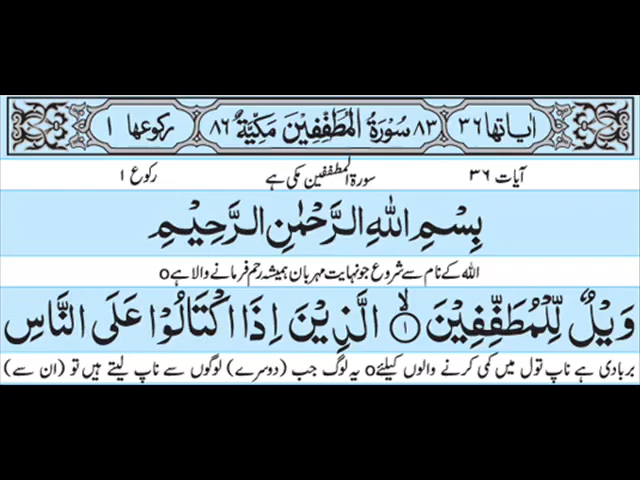 اٰیاتها ٣٦ ٨٣ سُوۡرَةُ الۡمُطَفِّفِيۡنَ مَكِّيَّةٌ ٨٦ رکوعها ١
آیات ٣٦ سورۃ المطففین مکی ہے رکوع ١
بِسۡمِ اللّٰهِ الرَّحۡمٰنِ الرَّحِيۡمِ
اللہ کے نام سے شروع جو نہایت مہربان ہمیشہ رحم فرمانے والا ہے o
وَيۡلٌ لِّلۡمُطَفِّفِيۡنَ ۙ﴿١﴾ الَّذِيۡنَ اِذَا اكۡتَالُوۡا عَلَى النَّاسِ
بربادی ہے ناپ تول میں کمی کرنے والوں کیلئے o یہ لوگ جب (دوسرے) لوگوں سے ناپ لیتے ہیں تو (ان سے)